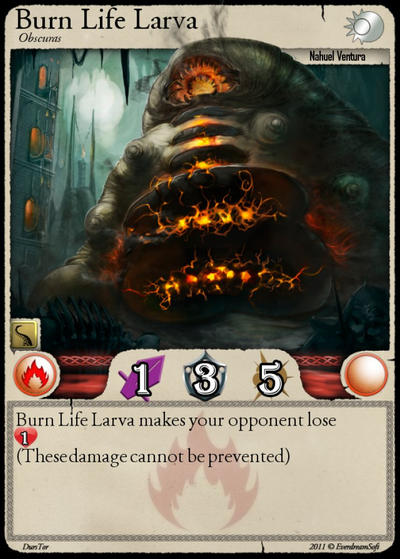 Burn Life Larva
Obscuras
Nahuel Ventura
1 3 5
Burn Life Larva makes your opponent lose
1
(These damage cannot be prevented)
DunTor 2011 © EverdreamSoft